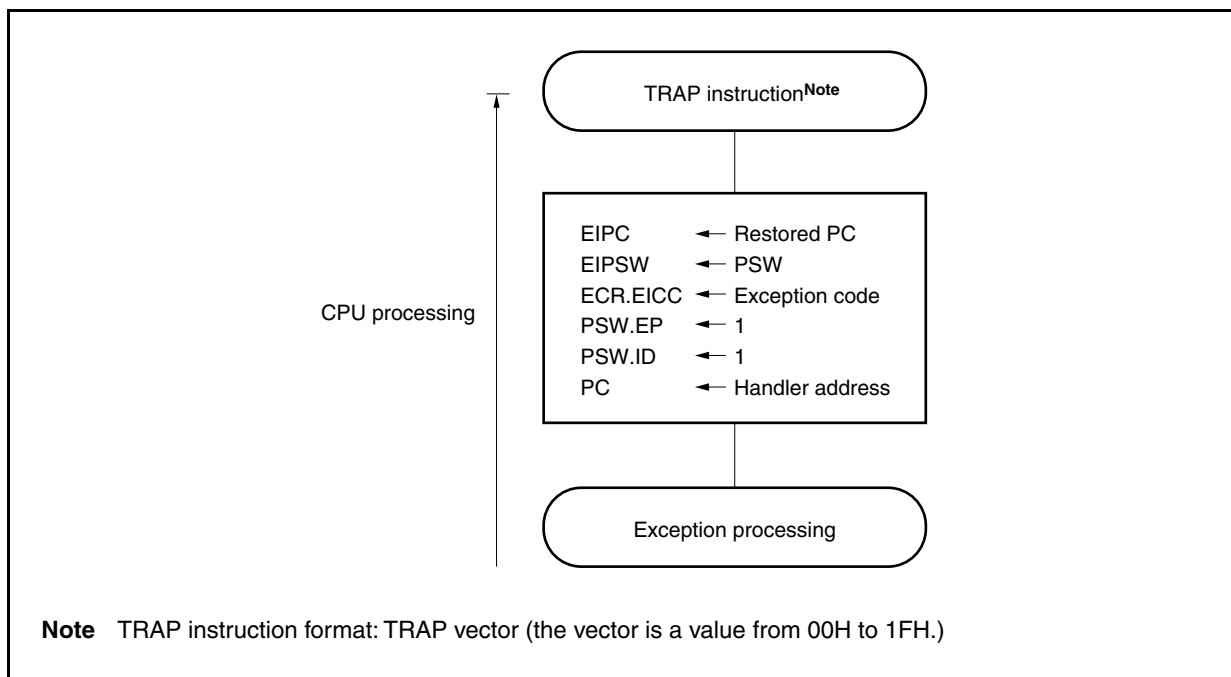 TRAP instructionNote
CPU processing
EIPC ← Restored PC
EIPSW ← PSW
ECR.EICC ← Exception code
PSW.EP ← 1
PSW.ID ← 1
PC ← Handler address
Exception processing
Note TRAP instruction format: TRAP vector (the vector is a value from 00H to 1FH.)